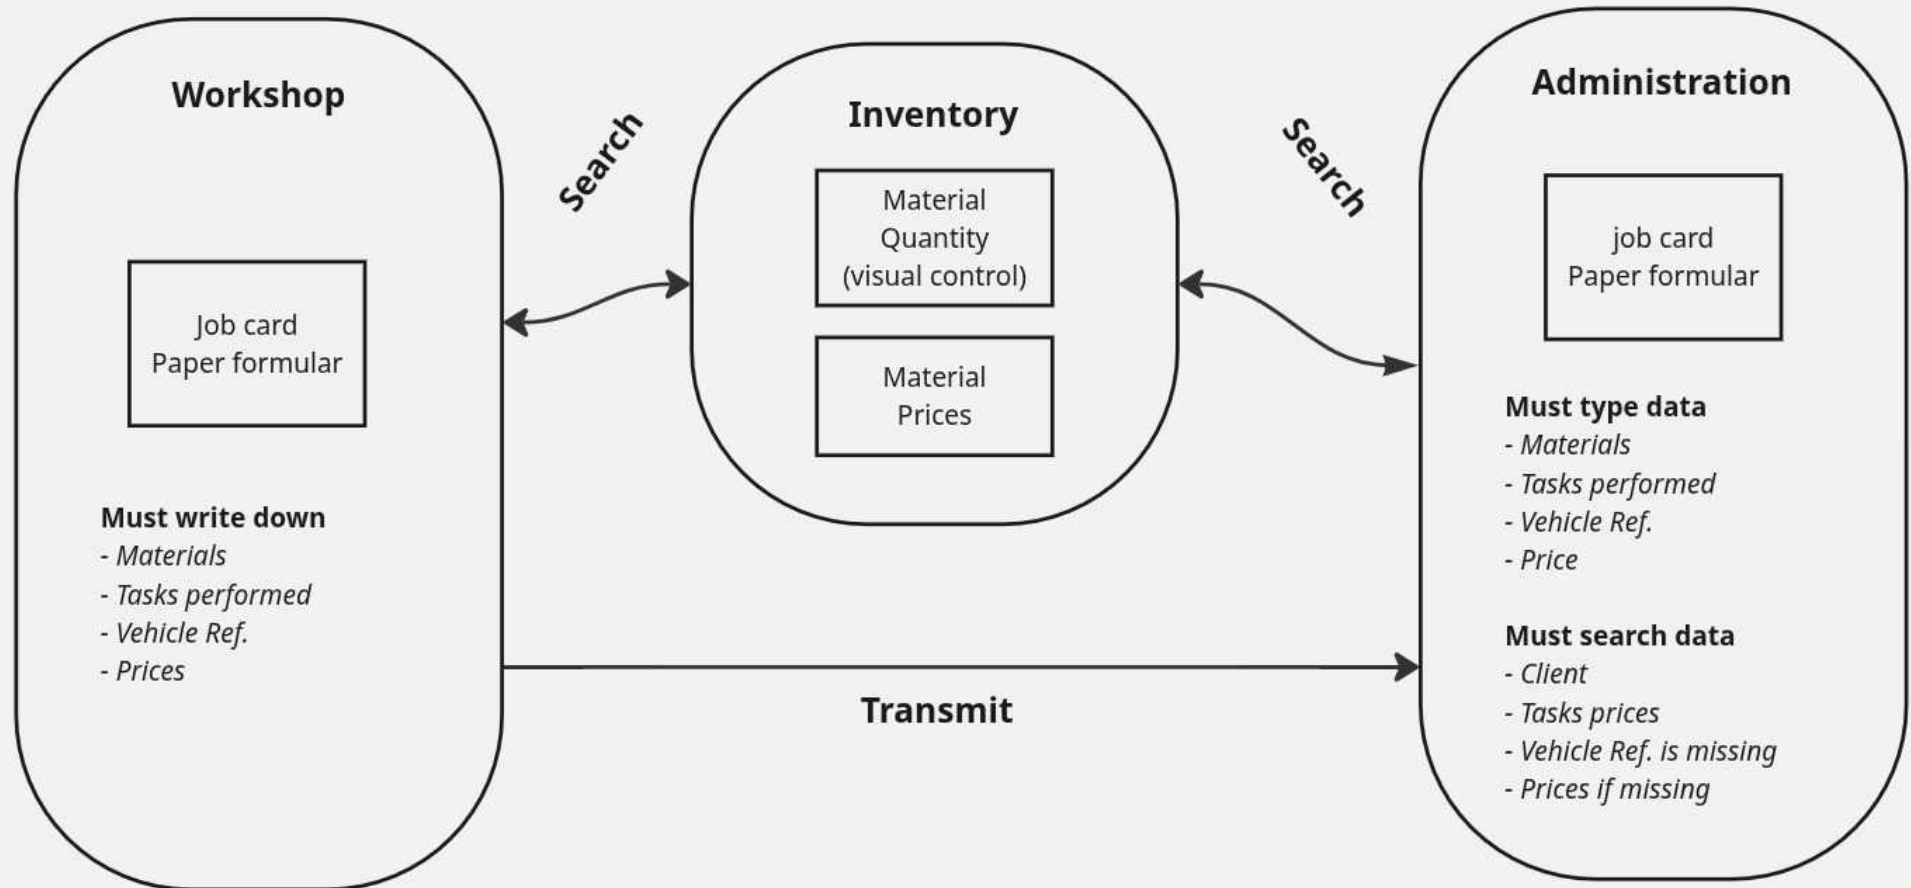 Workshop
Job card
Paper formular
Must write down
- Materials
- Tasks performed
- Vehicle Ref.
- Prices
Search
Inventory
Material
Quantity
(visual control)
Material
Prices
Search
Transmit
Administration
job card
Paper formular
Must type data
- Materials
- Tasks performed
- Vehicle Ref.
- Price
Must search data
- Client
- Tasks prices
- Vehicle Ref. is missing
- Prices if missing